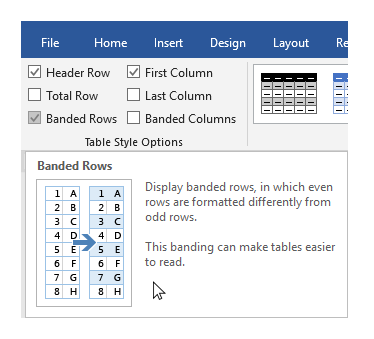 File Home Insert Design Layout Re
Header Row First Column
Total Row Last Column
Banded Rows Banded Columns
Table Style Options
Banded Rows
Display banded rows, in which even
rows are formatted differently from
odd rows.
This banding can make tables easier
to read.
1 A 1 A
2 B 2 B
3 C 3 C
4 D 4 D
5 E 5 E
6 F 6 F
7 G 7 G
8 H 8 H